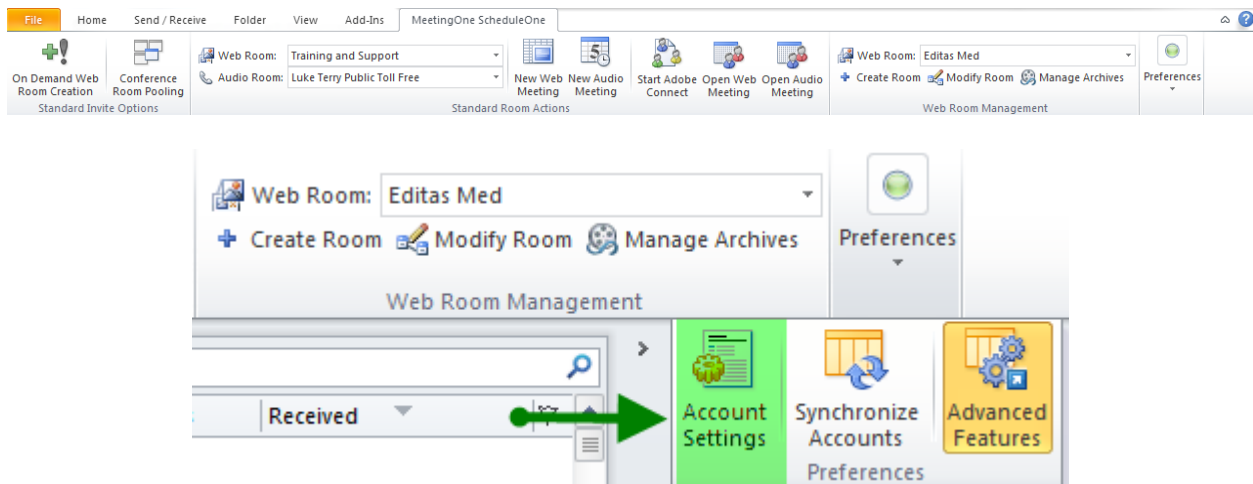 File Home Send / Receive Folder View Add-Ins MeetingOne ScheduleOne
On Demand Web Room Creation
Conference Room Pooling
Standard Invite Options
Web Room: Training and Support
Audio Room: Luke Terry Public Toll Free
New Web Meeting
New Audio Meeting
Start Adobe Connect
Open Web Meeting
Open Audio Meeting
Standard Room Actions
Web Room: Editas Med
Create Room Modify Room Manage Archives
Web Room Management
Preferences
Web Room: Editas Med
Create Room Modify Room Manage Archives
Web Room Management
Preferences
Received
Account
Settings
Synchronize
Accounts
Advanced
Features
Preferences